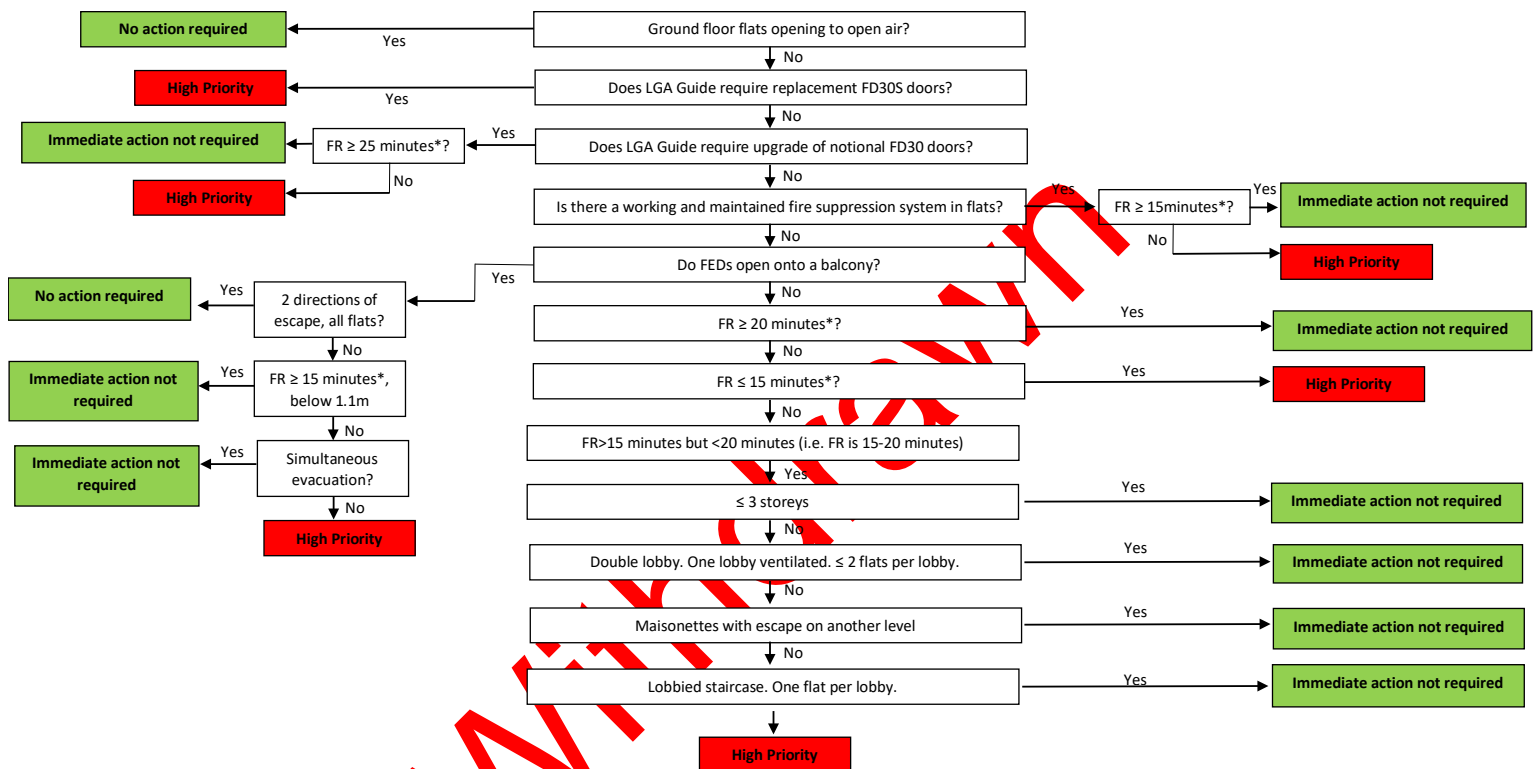 No action required
Yes
Ground floor flats opening to open air?
No
High Priority
Yes
Does LGA Guide require replacement FD30S doors?
No
Immediate action not required
FR ≥ 25 minutes*?
Yes
Does LGA Guide require upgrade of notional FD30 doors?
No
High Priority
No
Is there a working and maintained fire suppression system in flats?
Yes
FR ≥ 15minutes*?
Yes
Immediate action not required
No
High Priority
No
Do FEDs open onto a balcony?
Yes
No
No action required
Yes
2 directions of
escape, all flats?
No
FR ≥ 20 minutes*?
Yes
Immediate action not required
No
Immediate action not
required
Yes
FR ≥ 15 minutes*,
below 1.1m
No
FR ≤ 15 minutes*?
Yes
High Priority
No
Immediate action not
required
Yes
Simultaneous
evacuation?
No
High Priority
FR>15 minutes but <20 minutes (i.e. FR is 15-20 minutes)
Yes
≤ 3 storeys
Yes
Immediate action not required
No
Double lobby. One lobby ventilated. ≤ 2 flats per lobby.
Yes
Immediate action not required
No
Maisonettes with escape on another level
Yes
Immediate action not required
No
Lobbied staircase. One flat per lobby.
Yes
Immediate action not required
High Priority
Withdrawn